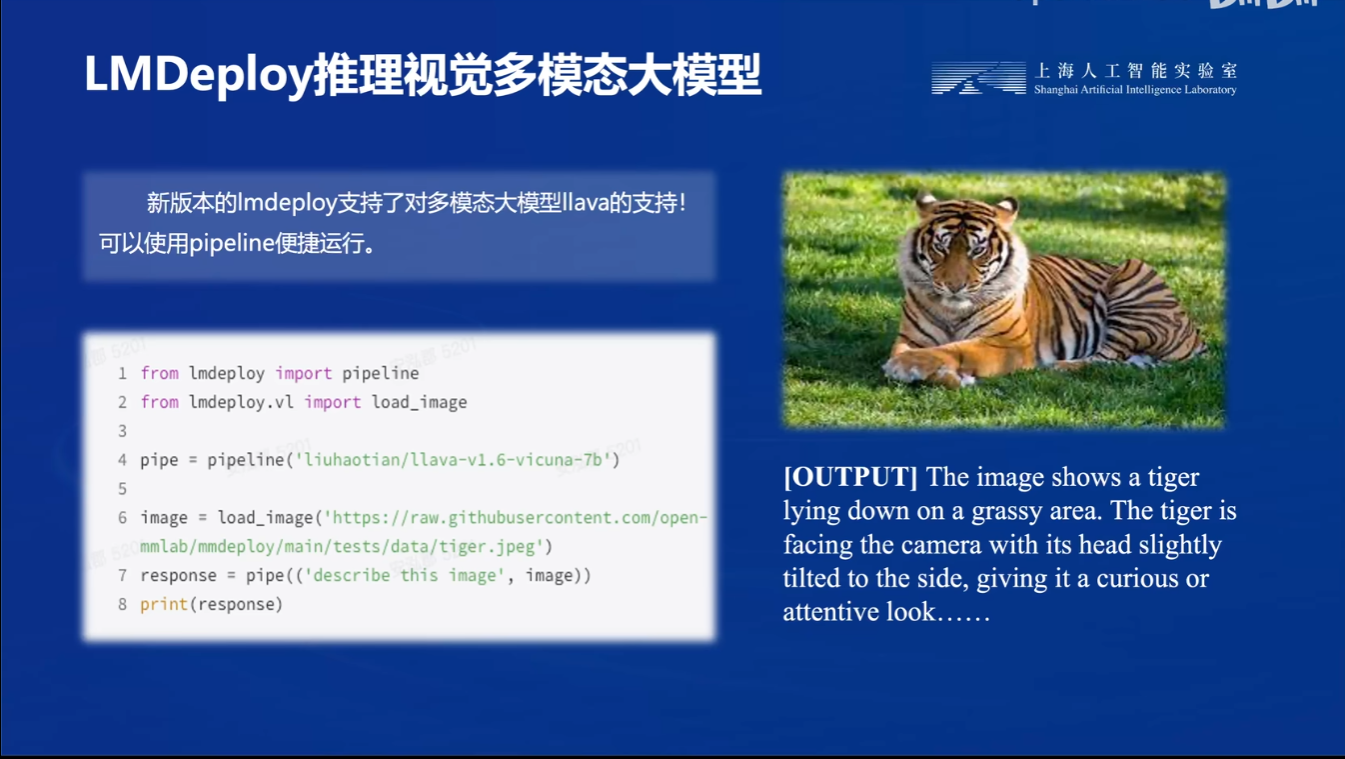 LMDeploy推理视觉多模态大模型
上海人工智能实验室
Shanghai Artificial Intelligence Laboratory
新版本的lmdeploy支持了对多模态大模型llava的支持！
可以使用pipeline便捷运行。
1 from lmdeploy import pipeline
2 from lmdeploy.vl import load_image
3
4 pipe = pipeline('liuhaotian/llava-v1.6-vicuna-7b')
5
6 image = load_image('https://raw.githubusercontent.com/open-
mmlab/mmdeploy/main/tests/data/tiger.jpeg')
7 response = pipe(('describe this image', image))
8 print(response)
[OUTPUT] The image shows a tiger
lying down on a grassy area. The tiger is
facing the camera with its head slightly
tilted to the side, giving it a curious or
attentive look……